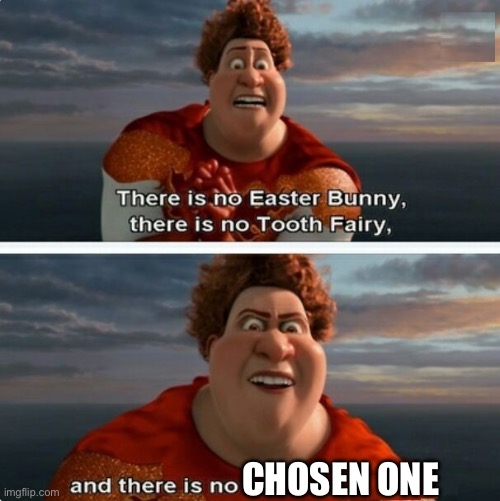 There is no Easter Bunny,
there is no Tooth Fairy,
and there is no CHOSEN ONE
imgflip.com